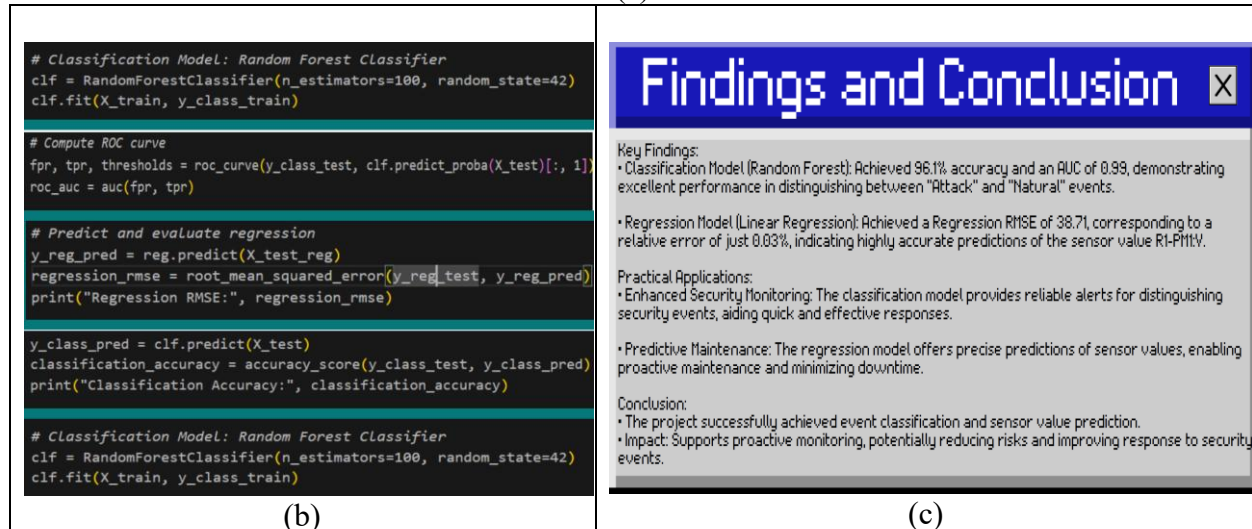 # Classification Model: Random Forest Classifier
clf = RandomForestClassifier(n_estimators=100, random_state=42)
clf.fit(X_train, y_class_train)
# Compute ROC curve
fpr, tpr, thresholds = roc_curve(y_class_test, clf.predict_proba(X_test)[:, 1])
roc_auc = auc(fpr, tpr)
# Predict and evaluate regression
y_reg_pred = reg.predict(X_test_reg)
regression_rmse = root_mean_squared_error(y_reg_test, y_reg_pred)
print("Regression RMSE:", regression_rmse)
y_class_pred = clf.predict(X_test)
classification_accuracy = accuracy_score(y_class_test, y_class_pred)
print("Classification Accuracy:", classification_accuracy)
# Classification Model: Random Forest Classifier
clf = RandomForestClassifier(n_estimators=100, random_state=42)
clf.fit(X_train, y_class_train)
(b)
Findings and Conclusion X
Key Findings:
• Classification Model (Random Forest): Achieved 96.1% accuracy and an AUC of 0.99, demonstrating
excellent performance in distinguishing between "Attack" and "Natural" events.
• Regression Model (Linear Regression): Achieved a Regression RMSE of 38.71, corresponding to a
relative error of just 0.03%, indicating highly accurate predictions of the sensor value R1-PM1:V.
Practical Applications:
• Enhanced Security Monitoring: The classification model provides reliable alerts for distinguishing
security events, aiding quick and effective responses.
• Predictive Maintenance: The regression model offers precise predictions of sensor values, enabling
proactive maintenance and minimizing downtime.
Conclusion:
• The project successfully achieved event classification and sensor value prediction.
• Impact: Supports proactive monitoring, potentially reducing risks and improving response to security
events.
(c)